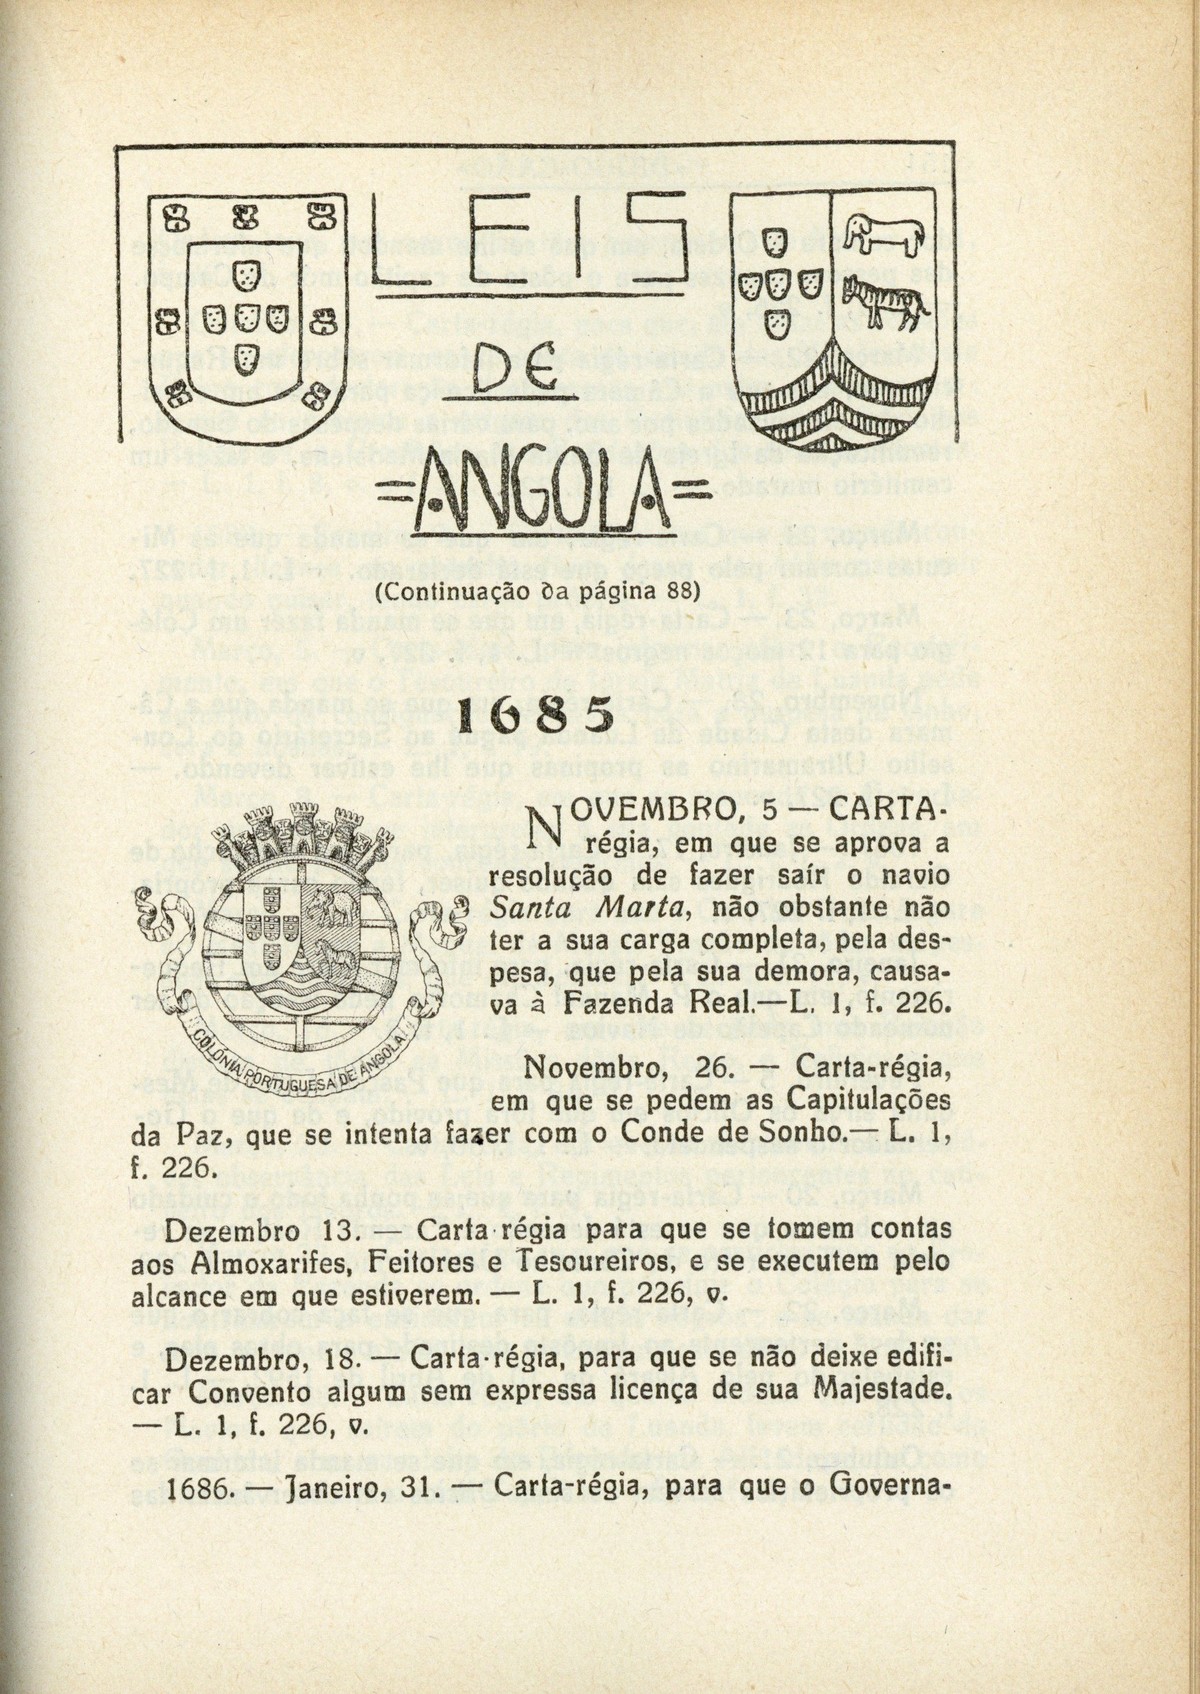 LEIS
DE
=ANGOLA=
(Continuação da página 88)
1685
NOVEMBRO, 5 — CARTA-
régia, em que se aprova a
resolução de fazer saír o navio
Santa Marta, não obstante não
ter a sua carga completa, pela des-
pesa, que pela sua demora, causa-
va à Fazenda Real.—L. 1, f. 226.
COLÓNIA PORTUGUESA DE ANGOLA
Novembro, 26. — Carta-régia,
em que se pedem as Capitulações
da Paz, que se intenta fazer com o Conde de Sonho.— L. 1,
f. 226.
Dezembro 13. — Carta-régia para que se tomem contas
aos Almoxarifes, Feitores e Tesoureiros, e se executem pelo
alcance em que estiverem. — L. 1, f. 226, v.
Dezembro, 18. — Carta-régia, para que se não deixe edifi-
car Convento algum sem expressa licença de sua Majestade.
— L. 1, f. 226, v.
1686. — Janeiro, 31. — Carta-régia, para que o Governa-